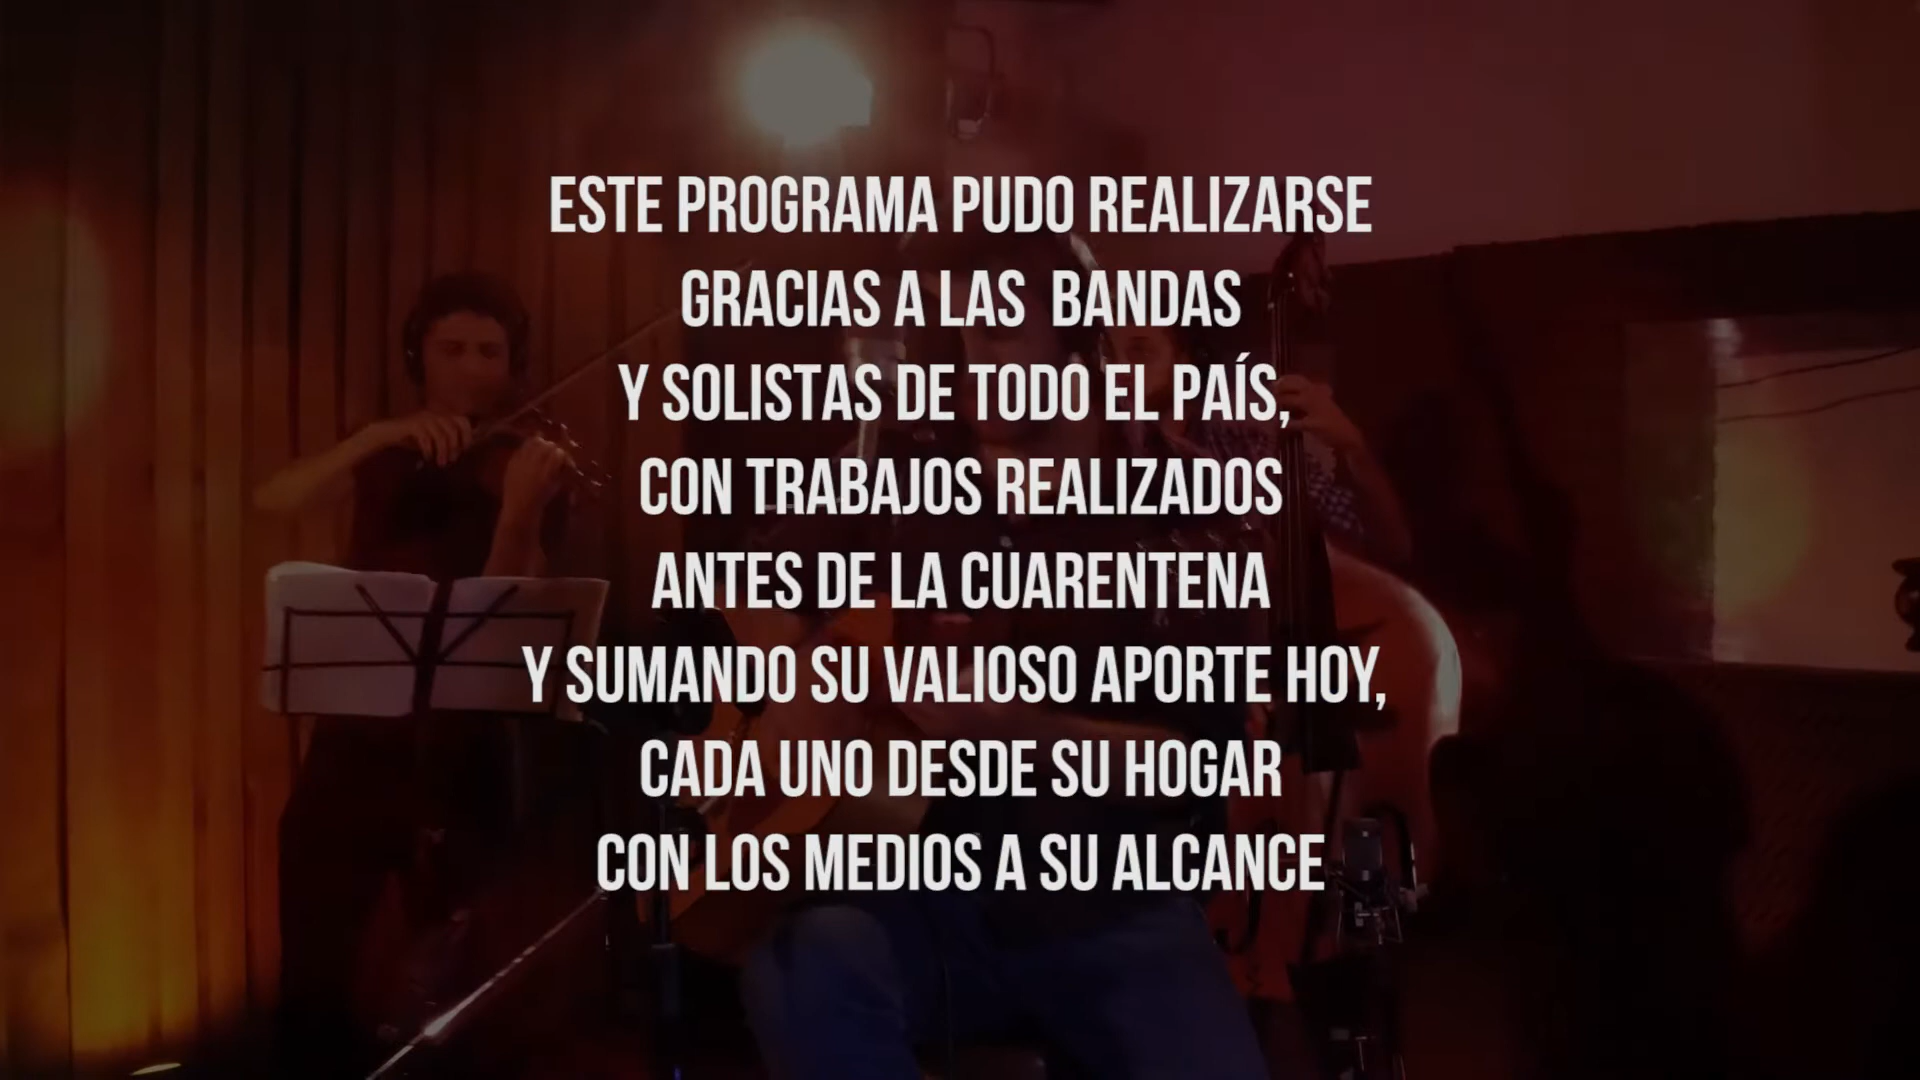 ESTE PROGRAMA PUDO REALIZARSE
GRACIAS A LAS BANDAS
Y SOLISTAS DE TODO EL PAÍS,
CON TRABAJOS REALIZADOS
ANTES DE LA CUARENTENA
Y SUMANDO SU VALIOSO APORTE HOY,
CADA UNO DESDE SU HOGAR
CON LOS MEDIOS A SU ALCANCE